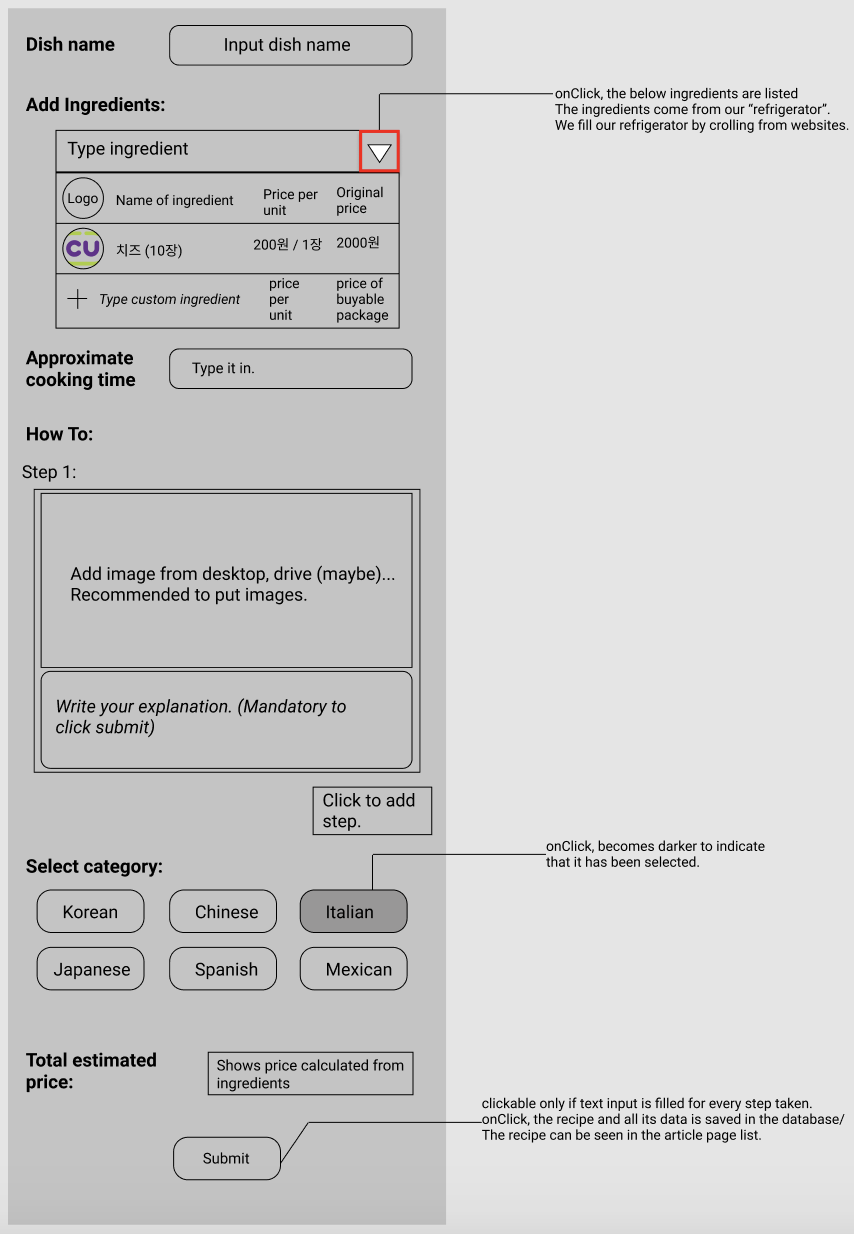 Dish name
Input dish name
onClick, the below ingredients are listed
The ingredients come from our “refrigerator”.
We fill our refrigerator by crolling from websites.
Add Ingredients:
Type ingredient
Logo
Name of ingredient
Price per
unit
Original
price
CU
치즈 (10장)
200원 / 1장
2000원
Type custom ingredient
price
per
unit
price of
buyable
package
Approximate
cooking time
Type it in.
How To:
Step 1:
Add image from desktop, drive (maybe)...
Recommended to put images.
Write your explanation. (Mandatory to
click submit)
Click to add
step.
onClick, becomes darker to indicate
that it has been selected.
Select category:
Korean
Chinese
Italian
Japanese
Spanish
Mexican
Total estimated
price:
Shows price calculated from
ingredients
clickable only if text input is filled for every step taken.
onClick, the recipe and all its data is saved in the database/
The recipe can be seen in the article page list.
Submit